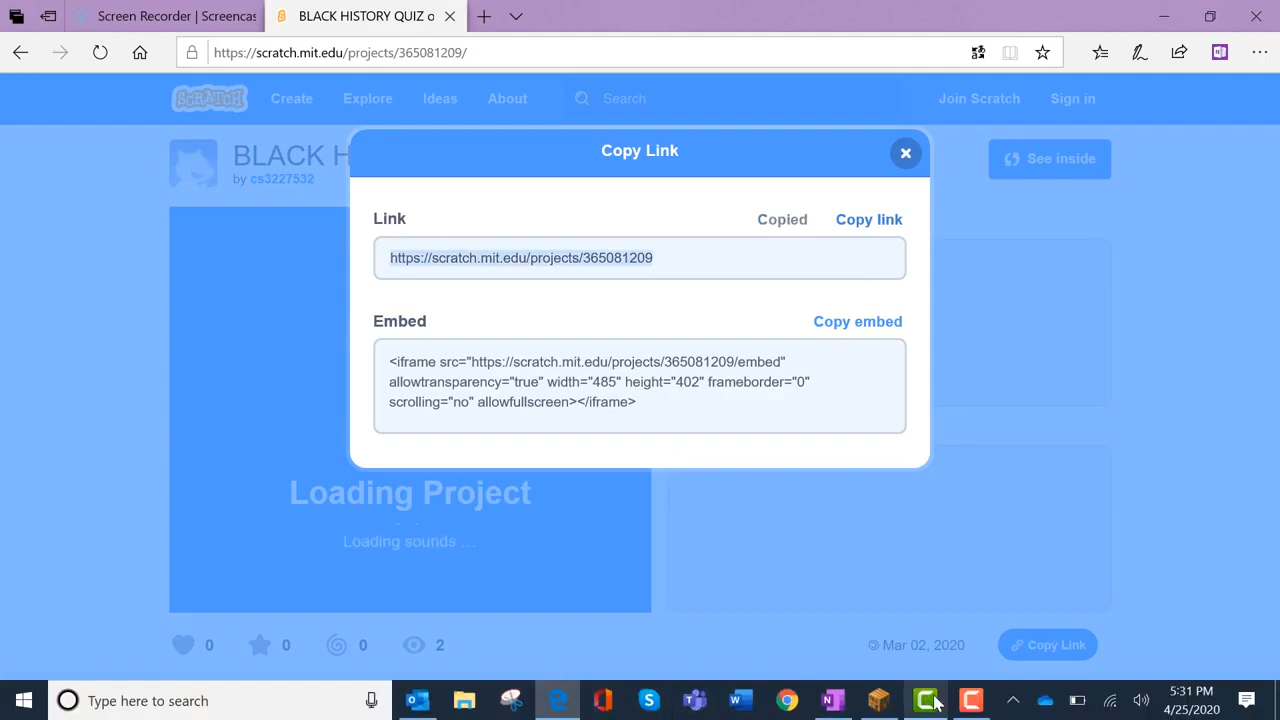 Screen Recorder | Screencas
BLACK HISTORY QUIZ o
https://scratch.mit.edu/projects/365081209/
SCRATCH
Create
Explore
Ideas
About
Search
Join Scratch
Sign in
BLACK H
by cs3227532
See inside
Copy Link
Link
Copied
Copy link
https://scratch.mit.edu/projects/365081209
Embed
Copy embed
<iframe src="https://scratch.mit.edu/projects/365081209/embed"
allowtransparency="true" width="485" height="402" frameborder="0"
scrolling="no" allowfullscreen></iframe>
Loading Project
Loading sounds …
0
0
0
2
Mar 02, 2020
Copy Link
Type here to search
5:31 PM
4/25/2020